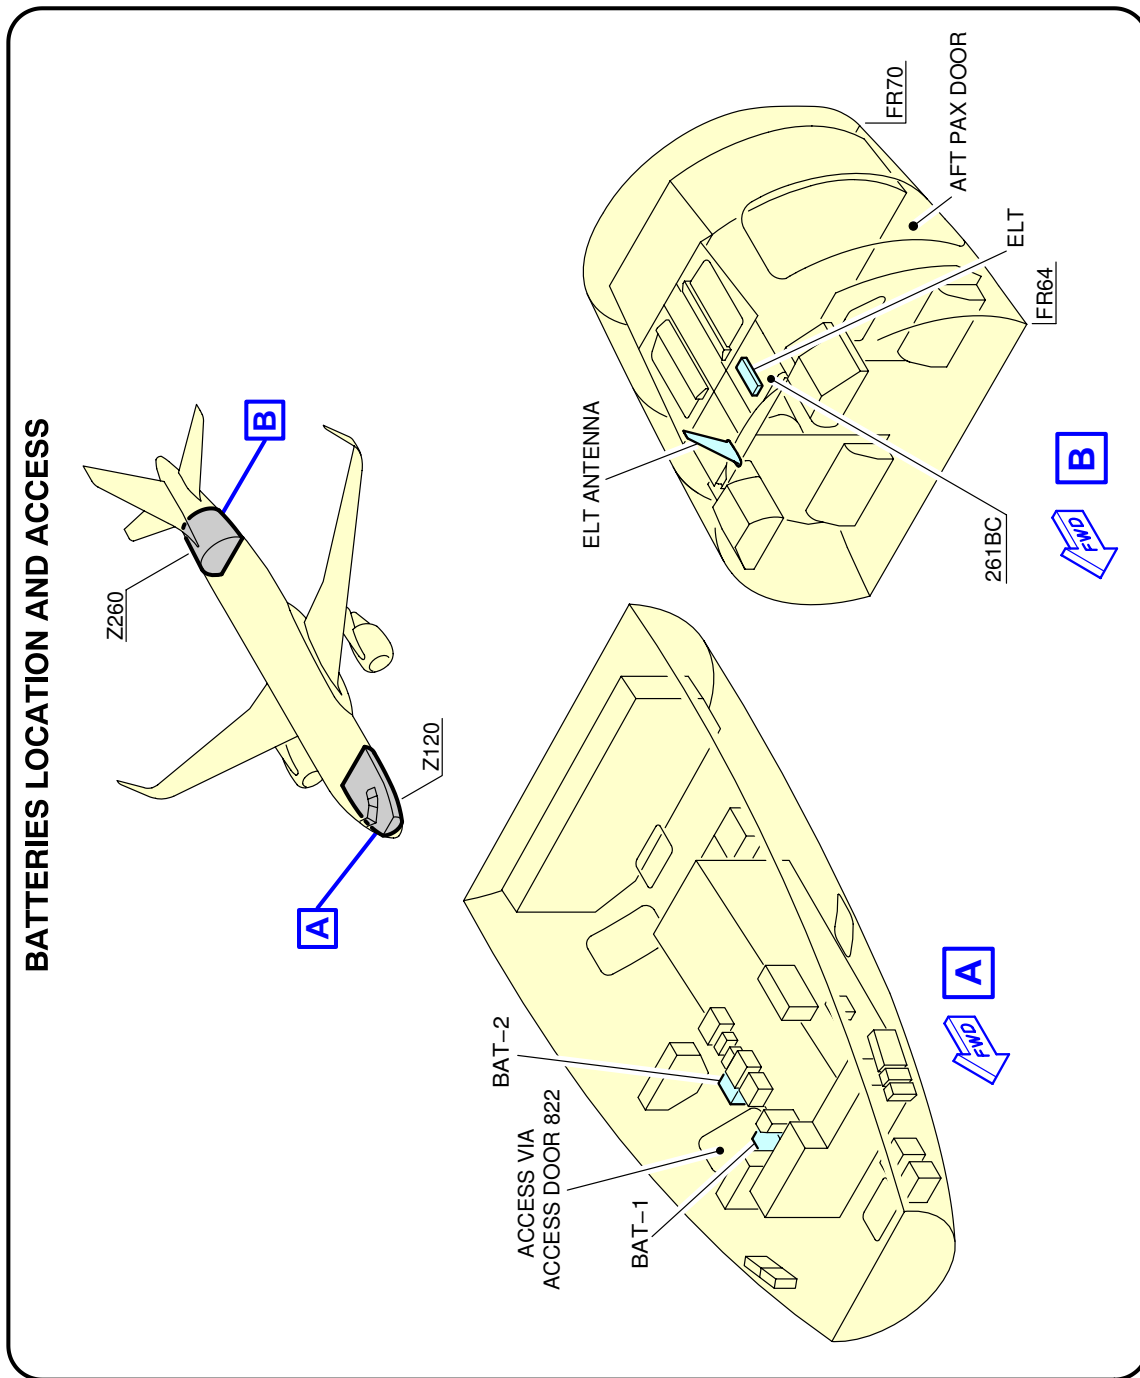 BATTERIES LOCATION AND ACCESS
Z260
B
Z120
A
ACCESS VIA
ACCESS DOOR 822
BAT−2
BAT−1
FWD
A
ELT ANTENNA
FR70
AFT PAX DOOR
ELT
FR64
261BC
FWD
B